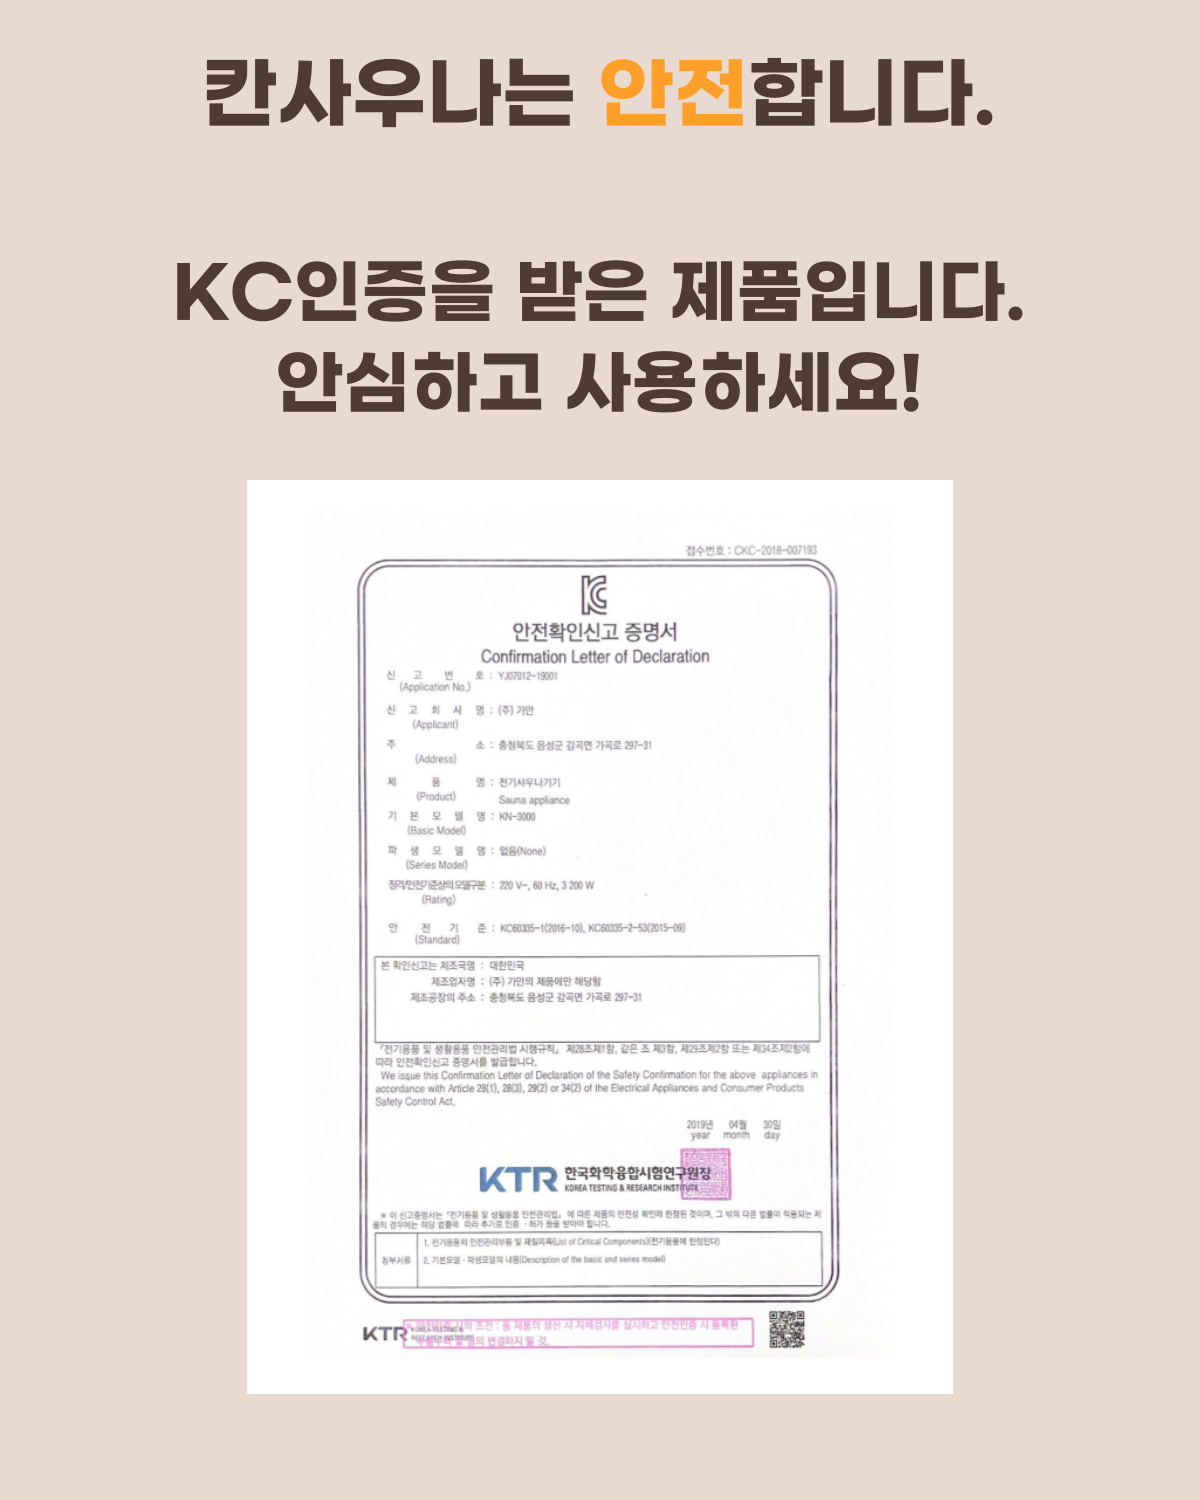 칸사우나는 안전합니다.
KC인증을 받은 제품입니다.
안심하고 사용하세요!
접수번호 : CKC-2018-007193
안전확인신고 증명서
Confirmation Letter of Declaration
신 고 번 호 : YJ07012-19001
(Application No.)
신 고 회 사 명 : (주) 가안
(Applicant)
주 소 : 충청북도 음성군 감곡면 가곡로 297-31
(Address)
제 품 명 : 전기사우나기기
(Product) Sauna appliance
기 본 모 델 명 : KN-3000
(Basic Model)
파 생 모 델 명 : 없음(None)
(Series Model)
정격/안전기준상의 모델구분 : 220 V~, 60 Hz, 3 200 W
(Rating)
안 전 기 준 : KC60335-1(2016-10), KC60335-2-53(2015-09)
(Standard)
본 확인신고는 제조국명 : 대한민국
제조업자명 : (주) 가안의 제품에만 해당함
제조공장의 주소 : 충청북도 음성군 감곡면 가곡로 297-31
「전기용품 및 생활용품 안전관리법 시행규칙」 제28조제1항, 같은 조 제3항, 제29조제2항 또는 제34조제2항에
따라 안전확인신고 증명서를 발급합니다.
We issue this Confirmation Letter of Declaration of the Safety Confirmation for the above appliances in
accordance with Article 28(1), 28(3), 29(2) or 34(2) of the Electrical Appliances and Consumer Products
Safety Control Act.
2019년 04월 30일
year month day
KTR 한국화학융합시험연구원장
KOREA TESTING & RESEARCH INSTITUTE
※ 이 신고증명서는 「전기용품 및 생활용품 안전관리법」 에 따른 제품의 안전성 확인에 한정된 것이며, 그 밖의 다른 법률이 적용되는 제
품의 경우에는 해당 법률에 따라 추가로 인증 · 허가 등을 받아야 합니다.
첨부서류
1. 전기용품의 안전관리부품 및 재질목록(List of Critical Components)(전기용품에 한정한다)
2. 기본모델 · 파생모델의 내용(Description of the basic and series model)
KTR KOREA TESTING &
RESEARCH INSTITUTE
조건 : 동 제품의 생산 시 자체검사를 실시하고 안전인증 시 등록된
변경하지 말 것.